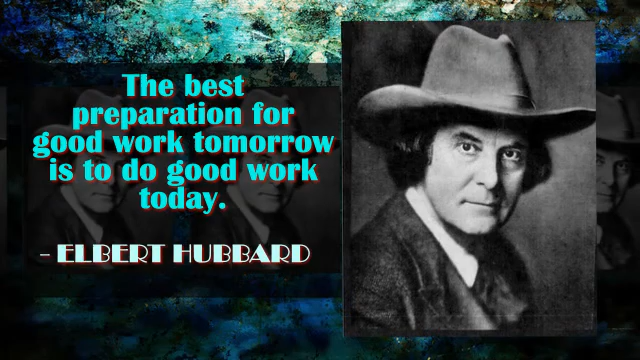 The best
preparation for
good work tomorrow
is to do good work
today.
– ELBERT HUBBARD